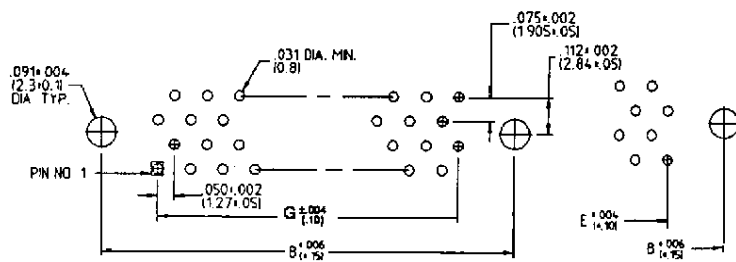 .075±.002
(1.905±.05)
.031 DIA. MIN.
(0.8)
.112±.002
(2.84±.05)
.091±.004
(2.3±0.1)
DIA. TYP.
PIN NO 1
.050±.002
(1.27±.05)
G ±.004
(.10)
E ±.004
(±.10)
B ±.006
(±.15)
B ±.006
(±.15)